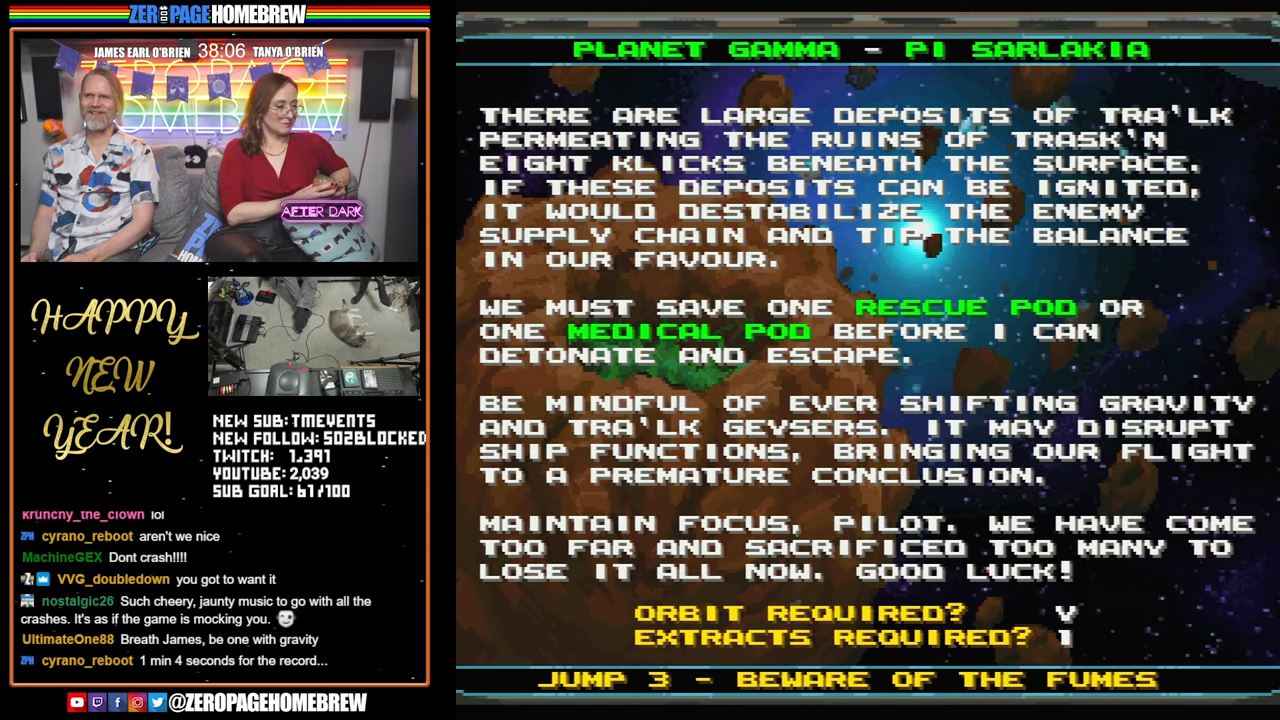 ZERO PAGE HOMEBREW
JAMES EARL O'BRIEN 38:06 TANYA O'BRIEN
ZEROPAGE
HOMEBREW
AFTER DARK
HAPPY
NEW
YEAR!
NEW SUB: TMEVENTS
NEW FOLLOW: SO2BLOCKED
TWITCH: 1,391
YOUTUBE: 2,039
SUB GOAL: 67/100
kruncny_the_clown lol
cyrano_reboot aren't we nice
MachineGEX Dont crash!!!!
VVG_doubledown you got to want it
nostalgic26 Such cheery, jaunty music to go with all the
crashes. It's as if the game is mocking you.
UltimateOne88 Breath James, be one with gravity
cyrano_reboot 1 min 4 seconds for the record...
@ZEROPAGEHOMEBREW
PLANET GAMMA - PI SARLAKIA
THERE ARE LARGE DEPOSITS OF TRA'LK
PERMEATING THE RUINS OF TRASK'N
EIGHT KLICKS BENEATH THE SURFACE.
IF THESE DEPOSITS CAN BE IGNITED,
IT WOULD DESTABILIZE THE ENEMY
SUPPLY CHAIN AND TIP THE BALANCE
IN OUR FAVOUR.
WE MUST SAVE ONE RESCUE POD OR
ONE MEDICAL POD BEFORE I CAN
DETONATE AND ESCAPE.
BE MINDFUL OF EVER SHIFTING GRAVITY
AND TRA'LK GEYSERS. IT MAY DISRUPT
SHIP FUNCTIONS, BRINGING OUR FLIGHT
TO A PREMATURE CONCLUSION.
MAINTAIN FOCUS, PILOT. WE HAVE COME
TOO FAR AND SACRIFICED TOO MANY TO
LOSE IT ALL NOW. GOOD LUCK!
ORBIT REQUIRED? Y
EXTRACTS REQUIRED? 1
JUMP 3 - BEWARE OF THE FUMES